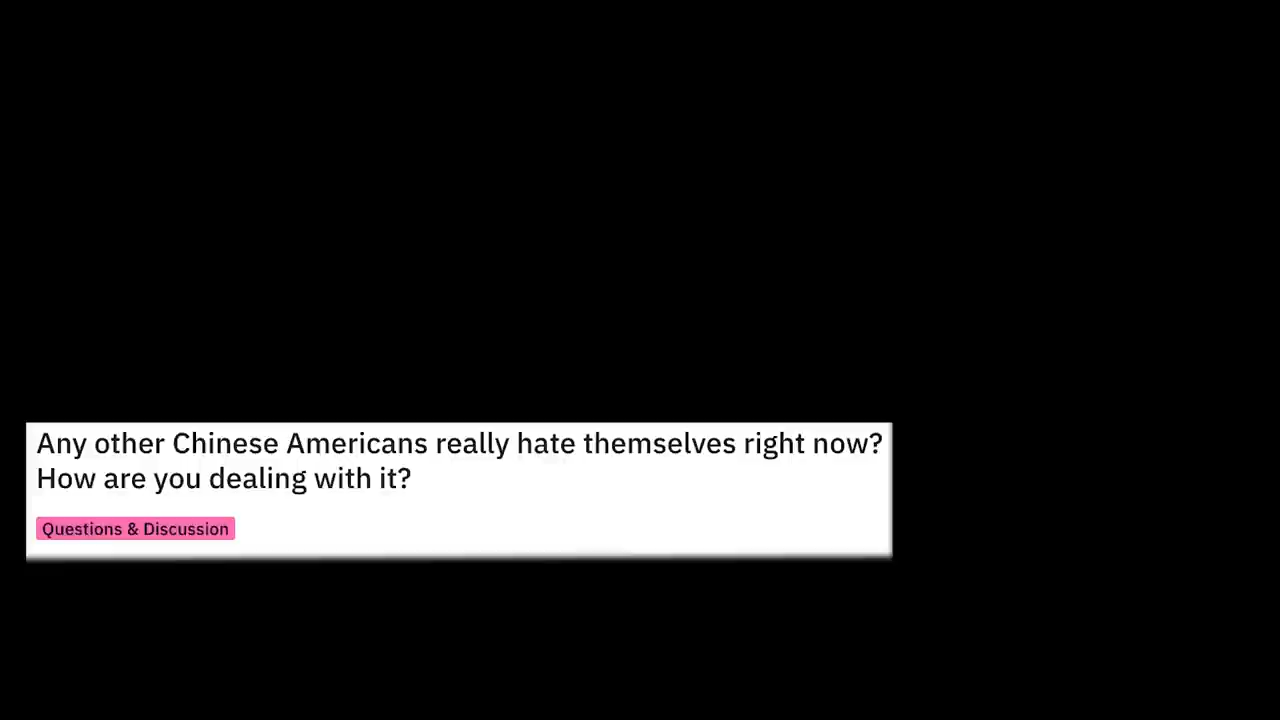 Any other Chinese Americans really hate themselves right now?
How are you dealing with it?
Questions & Discussion